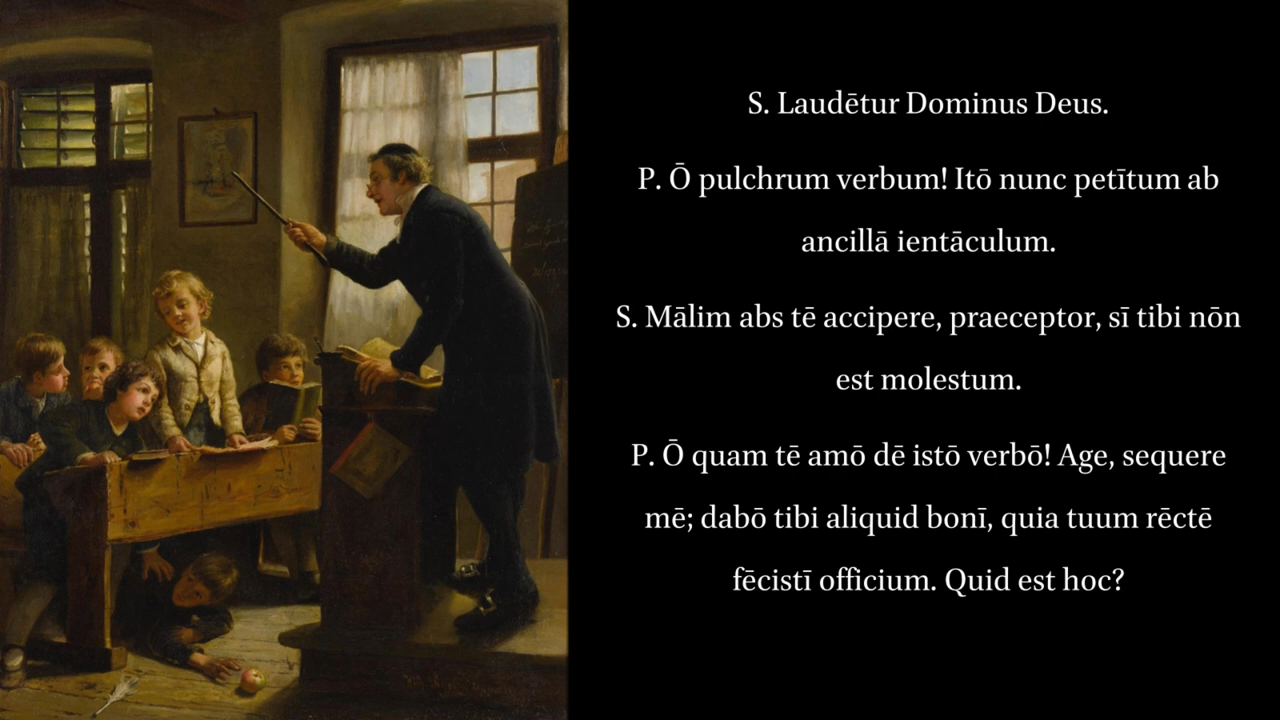 S. Laudētur Dominus Deus.
P. Ō pulchrum verbum! Itō nunc petītum ab
ancillā ientāculum.
S. Mālim abs tē accipere, praeceptor, sī tibi nōn
est molestum.
P. Ō quam tē amō dē istō verbō! Age, sequere
mē; dabō tibi aliquid bonī, quia tuum rēctē
fēcistī officium. Quid est hoc?